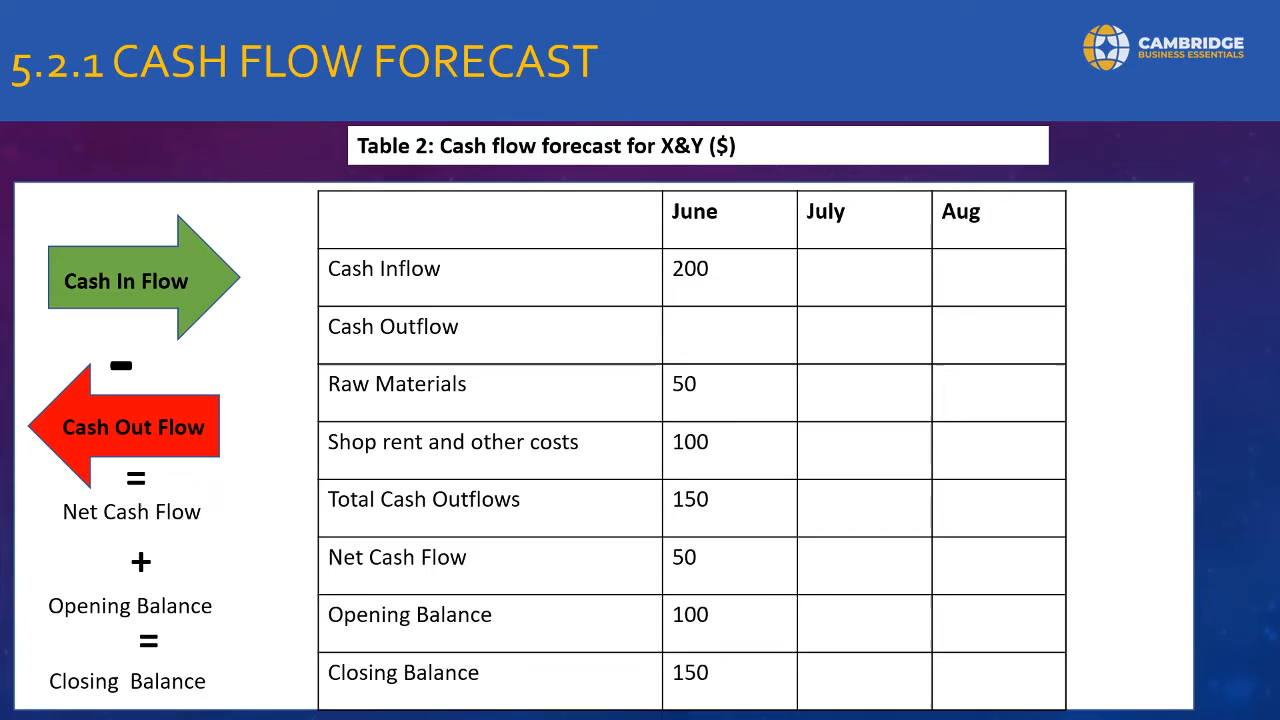 5.2.1 CASH FLOW FORECAST
CAMBRIDGE
BUSINESS ESSENTIALS
Table 2: Cash flow forecast for X&Y ($)
Cash In Flow
-
Cash Out Flow
=
Net Cash Flow
+
Opening Balance
=
Closing Balance
June July Aug
Cash Inflow 200
Cash Outflow
Raw Materials 50
Shop rent and other costs 100
Total Cash Outflows 150
Net Cash Flow 50
Opening Balance 100
Closing Balance 150